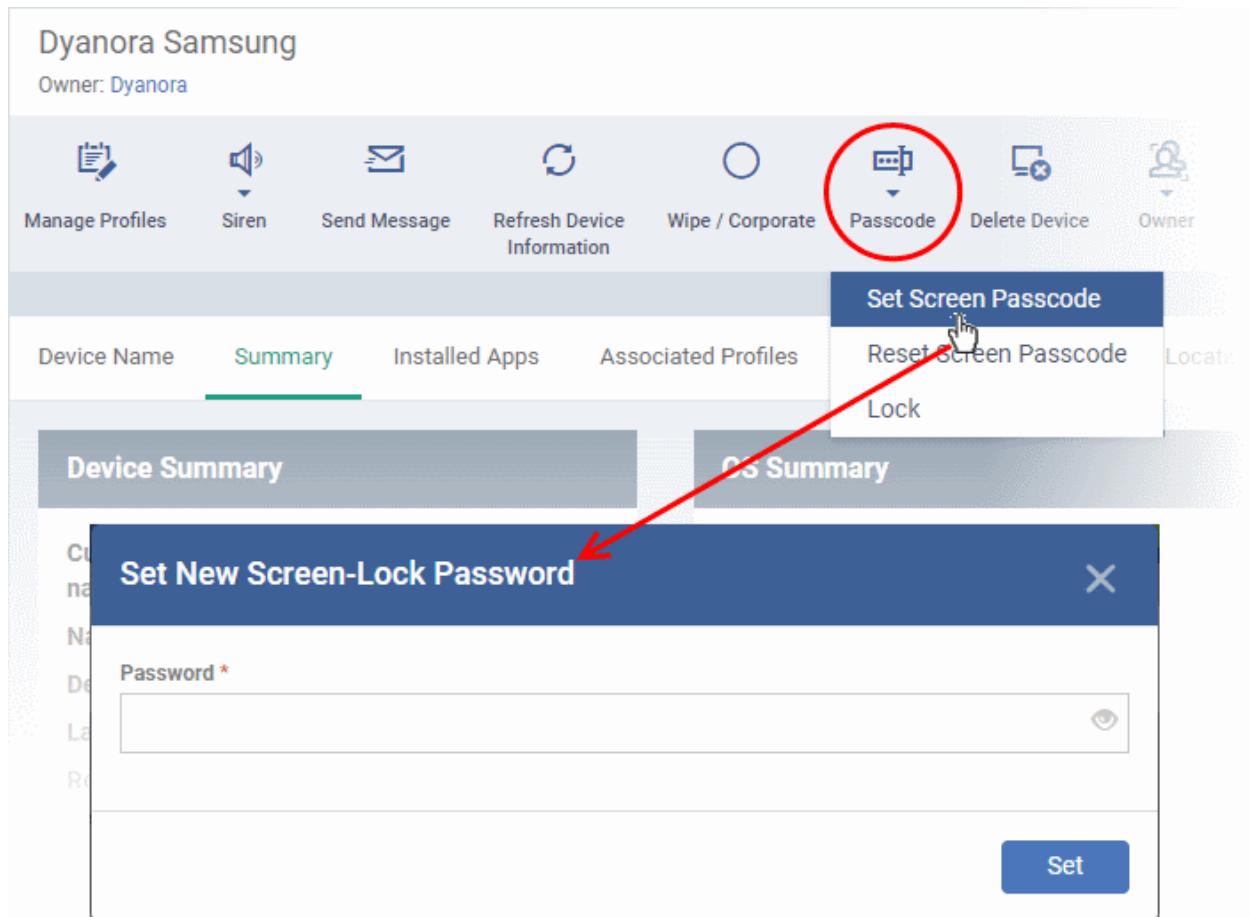 Dyanora Samsung
Owner: Dyanora
Manage Profiles
Siren
Send Message
Refresh Device
Information
Wipe / Corporate
Passcode
Delete Device
Owner
Set Screen Passcode
Reset Screen Passcode
Lock
Device Name
Summary
Installed Apps
Associated Profiles
Device Summary
OS Summary
Set New Screen-Lock Password
Password *
Set